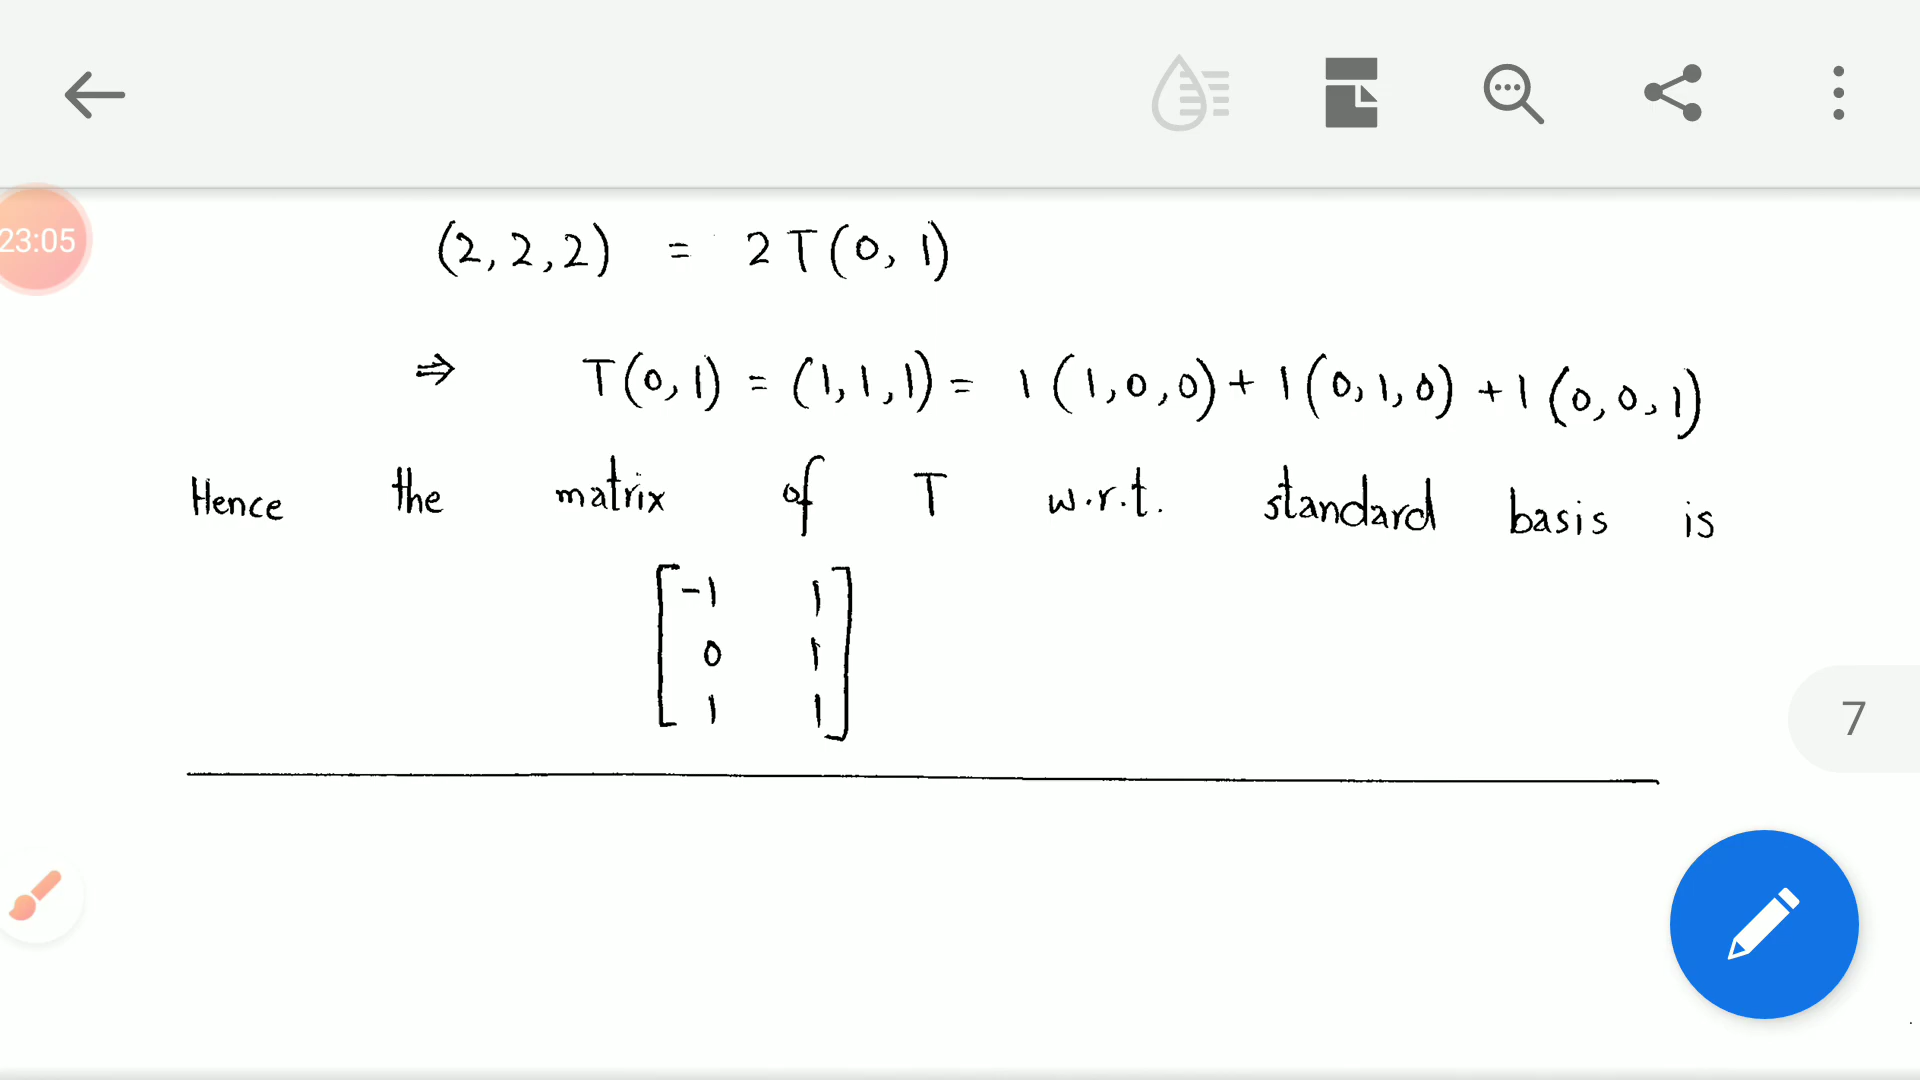 23:05
(2,2,2) = 2T(0,1)
⇒ T(0,1) = (1,1,1) = 1(1,0,0) + 1(0,1,0) + 1(0,0,1)
Hence the matrix of T w.r.t. standard basis is
[-1 1
0 1
1 1]
7